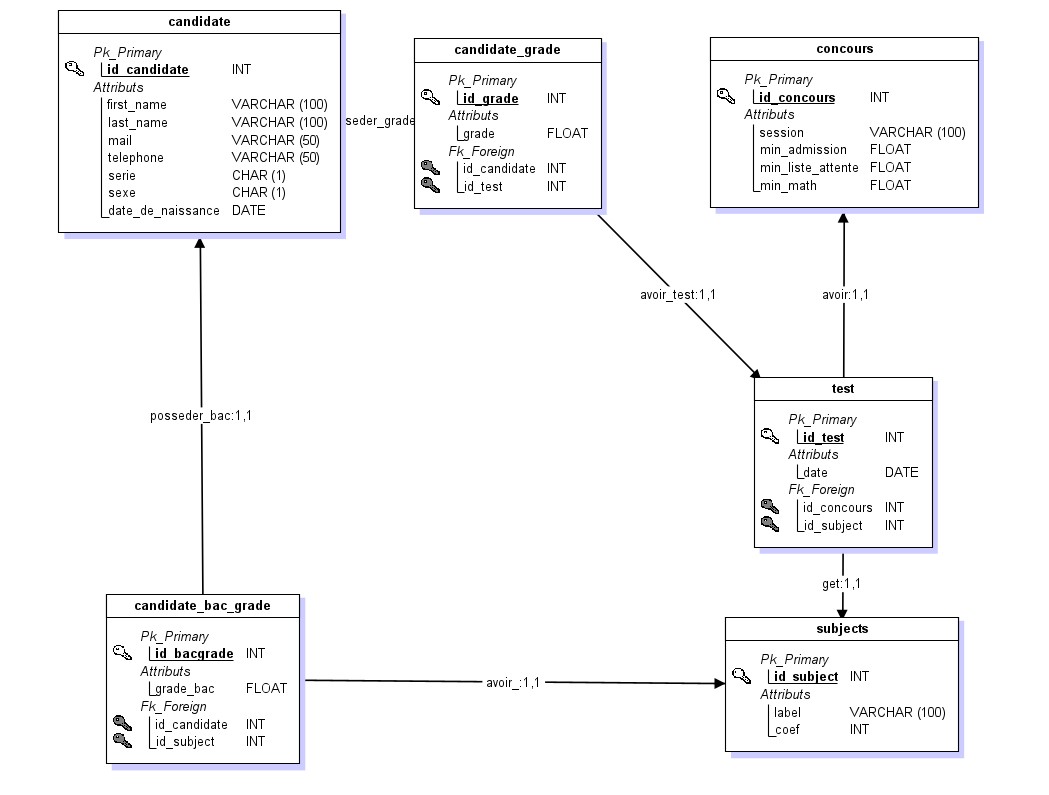 candidate
Pk_Primary
id_candidate INT
Attributs
first_name VARCHAR (100)
last_name VARCHAR (100)
mail VARCHAR (50)
telephone VARCHAR (50)
serie CHAR (1)
sexe CHAR (1)
date_de_naissance DATE
seder_grade
candidate_grade
Pk_Primary
id_grade INT
Attributs
grade FLOAT
Fk_Foreign
id_candidate INT
id_test INT
concours
Pk_Primary
id_concours INT
Attributs
session VARCHAR (100)
min_admission FLOAT
min_liste_attente FLOAT
min_math FLOAT
avoir_test:1,1
avoir:1,1
posseder_bac:1,1
test
Pk_Primary
id_test INT
Attributs
date DATE
Fk_Foreign
id_concours INT
id_subject INT
get:1,1
candidate_bac_grade
Pk_Primary
id_bacgrade INT
Attributs
grade_bac FLOAT
Fk_Foreign
id_candidate INT
id_subject INT
avoir_:1,1
subjects
Pk_Primary
id_subject INT
Attributs
label VARCHAR (100)
coef INT